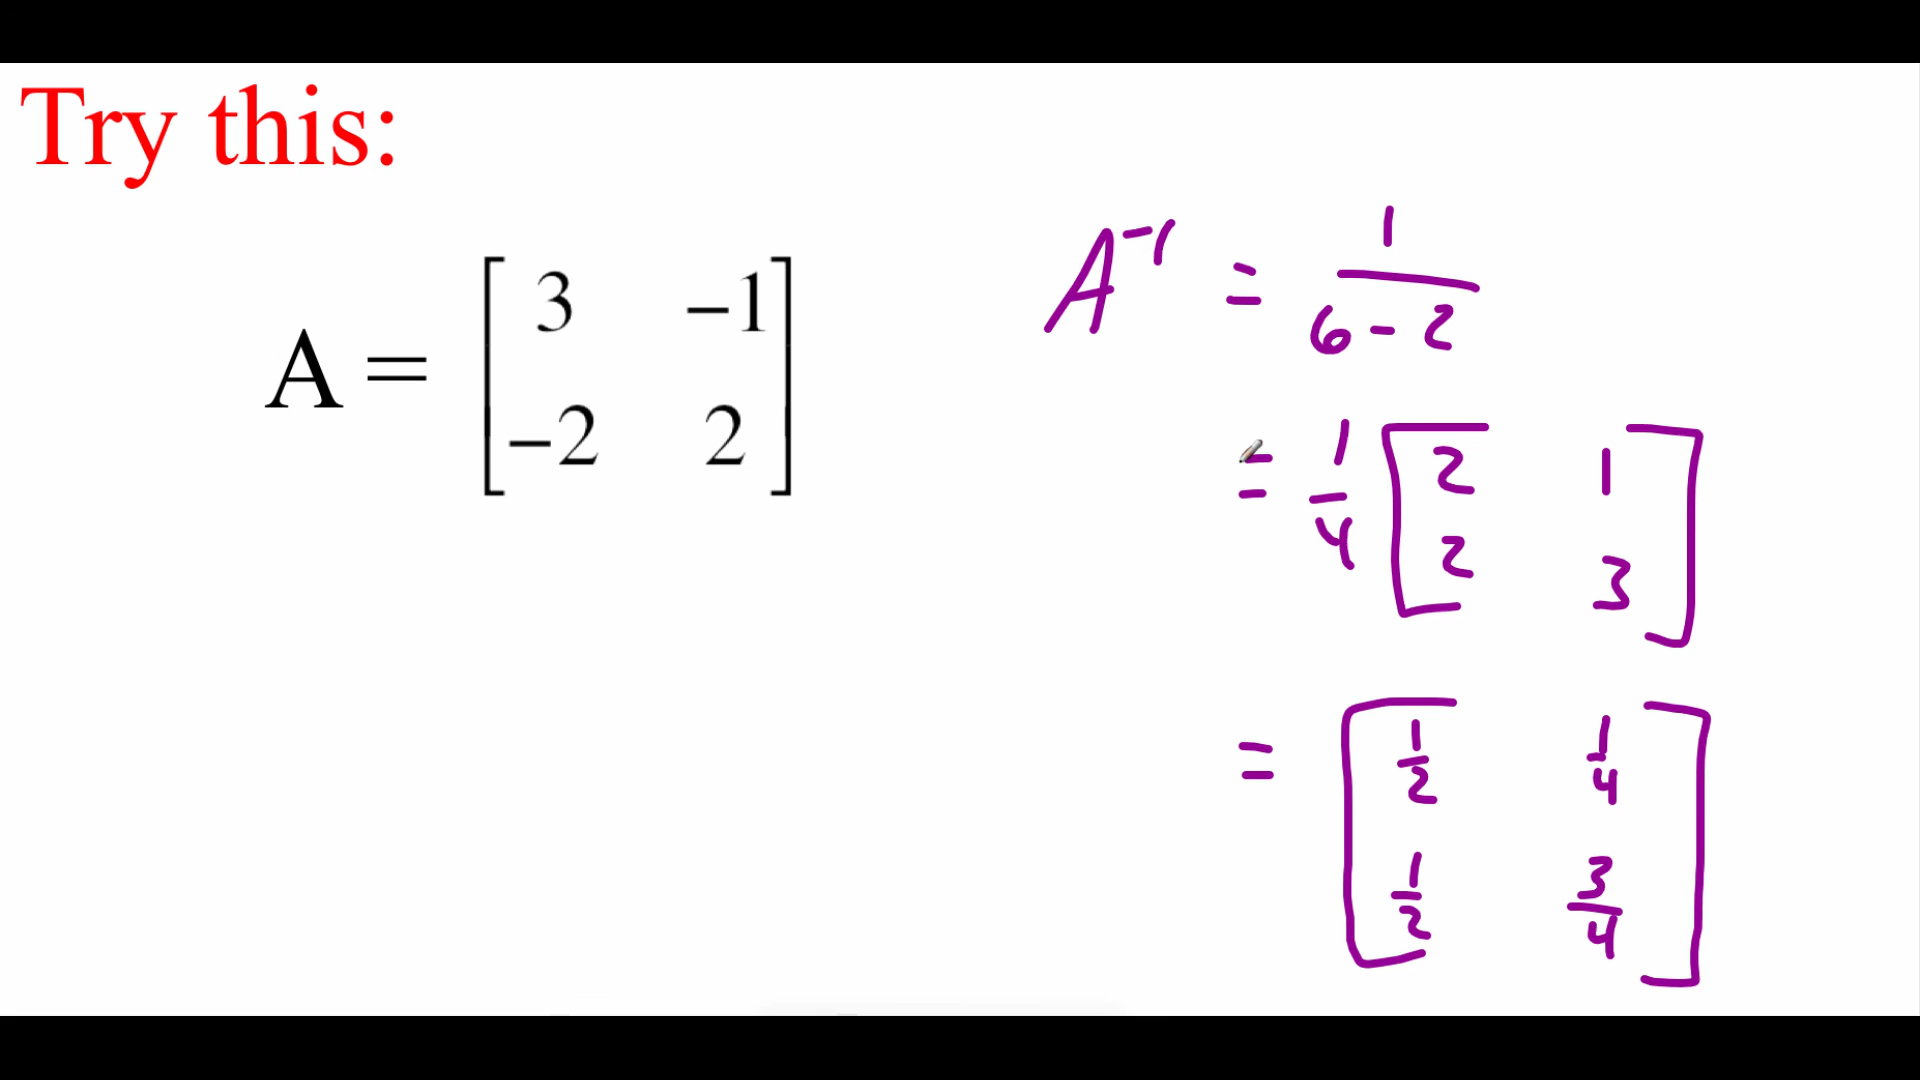 Try this:
A = [3 −1
−2 2]
A⁻¹ = 1/(6 − 2)
= 1/4 [2 1
2 3]
= [1/2 1/4
1/2 3/4]